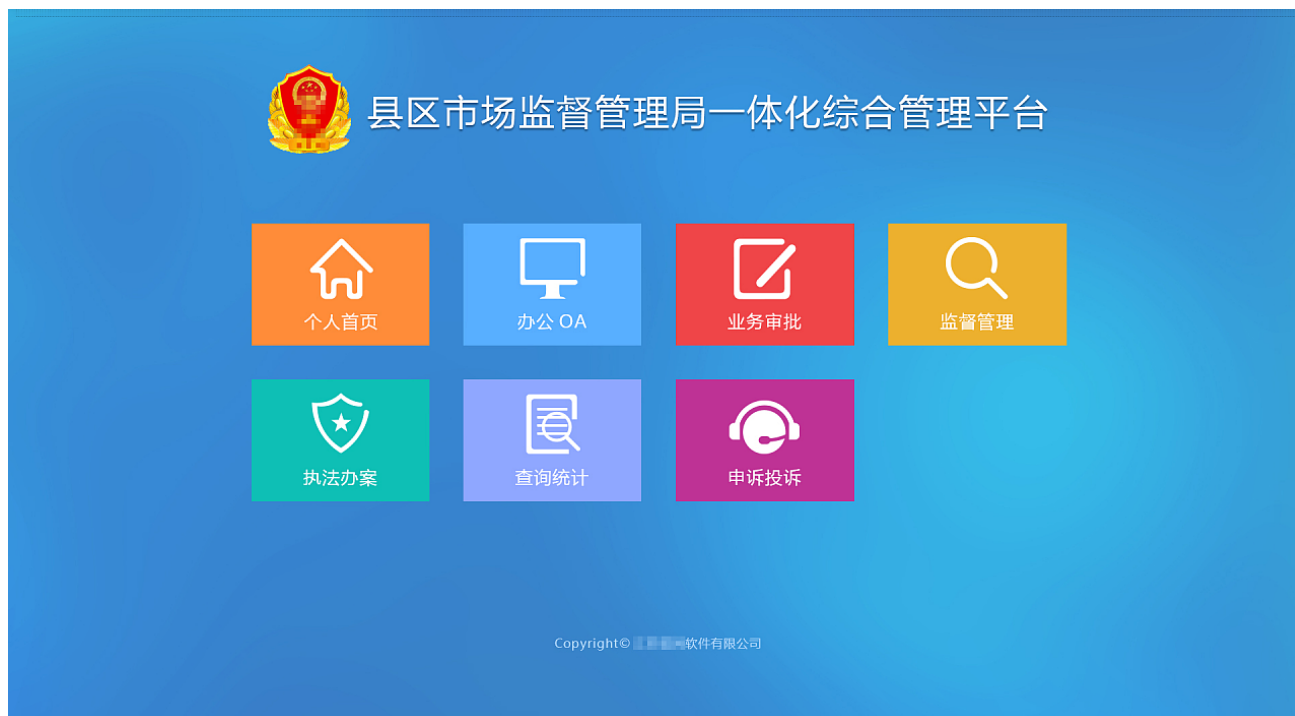 县区市场监督管理局一体化综合管理平台
个人首页
办公 OA
业务审批
监督管理
执法办案
查询统计
申诉投诉
Copyright© 软件有限公司